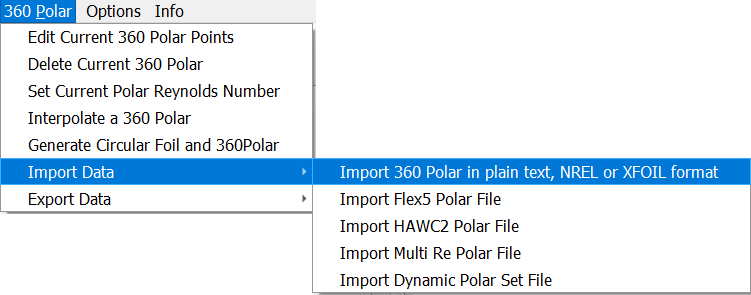 360 Polar Options Info
Edit Current 360 Polar Points
Delete Current 360 Polar
Set Current Polar Reynolds Number
Interpolate a 360 Polar
Generate Circular Foil and 360Polar
Import Data
Export Data
Import 360 Polar in plain text, NREL or XFOIL format
Import Flex5 Polar File
Import HAWC2 Polar File
Import Multi Re Polar File
Import Dynamic Polar Set File